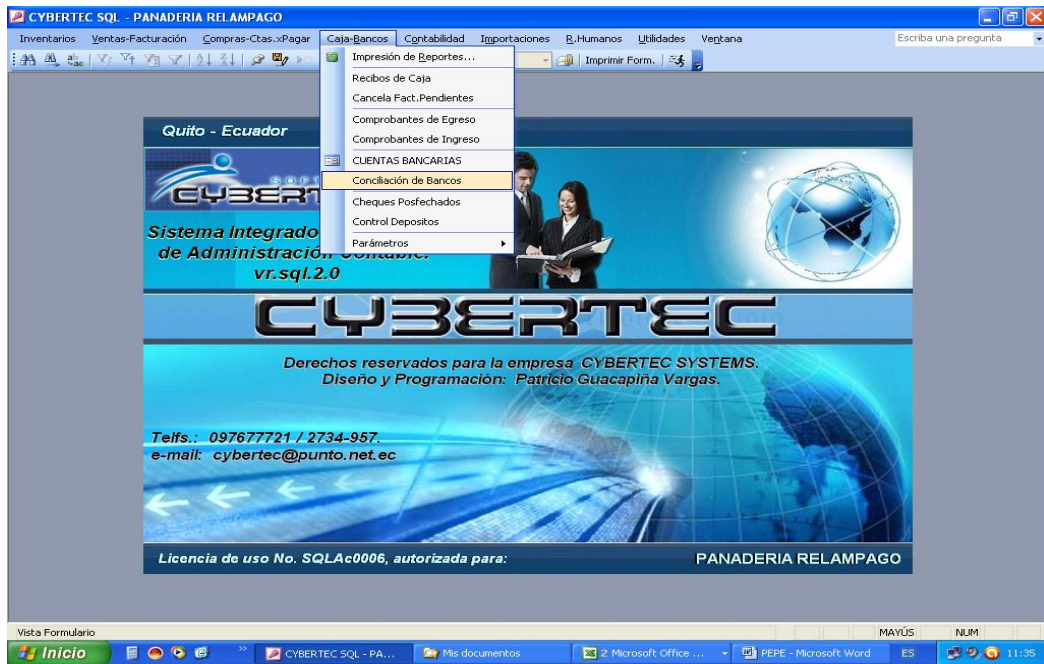 CYBERTEC SQL - PANADERIA RELAMPAGO
Inventarios Ventas-Facturación Compras-Ctas.xPagar Caja-Bancos Contabilidad Importaciones R.Humanos Utilidades Ventana Escriba una pregunta
Imprimir Form.
Impresión de Reportes...
Recibos de Caja
Cancela Fact.Pendientes
Comprobantes de Egreso
Comprobantes de Ingreso
CUENTAS BANCARIAS
Conciliación de Bancos
Cheques Posfechados
Control Depositos
Parámetros
Quito - Ecuador
Sistema Integrado
de Administración
vr.sql.2.0
CYBERTEC
Derechos reservados para la empresa CYBERTEC SYSTEMS.
Diseño y Programaciòn: Patricio Guacapiña Vargas.
Telfs.: 097677721 / 2734-957.
e-mail: cybertec@punto.net.ec
Licencia de uso No. SQLAc0006, autorizada para: PANADERIA RELAMPAGO
Vista Formulario MAYÚS NUM
Inicio CYBERTEC SQL - PA... Mis documentos 2 Microsoft Office ... PEPE - Microsoft Word ES 11:35